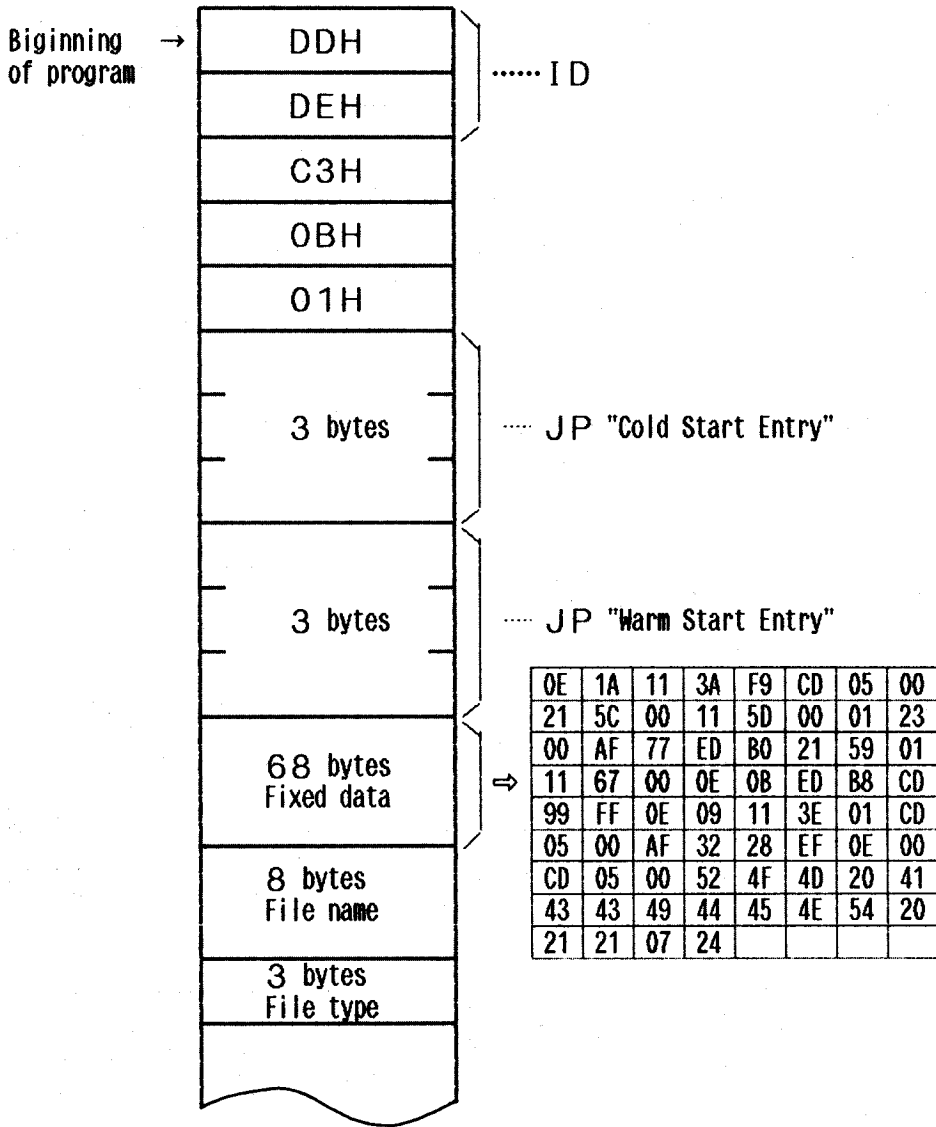 Biginning →
of program
DDH
DEH
...... ID
C3H
0BH
01H
3 bytes
..... JP "Cold Start Entry"
3 bytes
..... JP "Warm Start Entry"
68 bytes
Fixed data
⇨
0E 1A 11 3A F9 CD 05 00
21 5C 00 11 5D 00 01 23
00 AF 77 ED B0 21 59 01
11 67 00 0E 0B ED B8 CD
99 FF 0E 09 11 3E 01 CD
05 00 AF 32 28 EF 0E 00
CD 05 00 52 4F 4D 20 41
43 43 49 44 45 4E 54 20
21 21 07 24
8 bytes
File name
3 bytes
File type